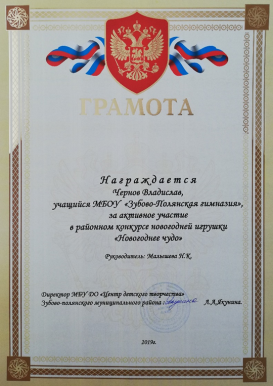 ГРАМОТА
Награждается
Чернов Владислав,
учащийся МБОУ «Зубово-Полянская гимназия»,
за активное участие
в районном конкурсе новогодней игрушки
«Новогоднее чудо»
Руководитель: Малышева Н.К.
Директор МБУ ДО «Центр детского творчества»
Зубово-полянского муниципального района А.А.Якунина.
2019г.